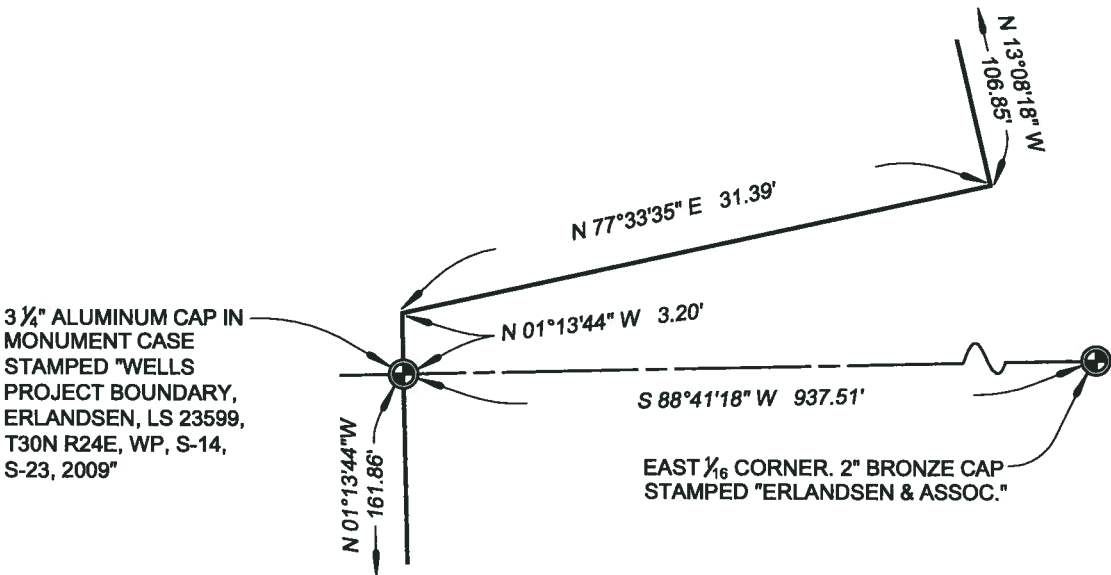 N 13°08'18" W
106.85'
N 77°33'35" E 31.39'
3 1/4" ALUMINUM CAP IN
MONUMENT CASE
STAMPED "WELLS
PROJECT BOUNDARY,
ERLANDSEN, LS 23599,
T30N R24E, WP, S-14,
S-23, 2009"
N 01°13'44" W 3.20'
S 88°41'18" W 937.51'
N 01°13'44"W
161.86'
EAST 1/16 CORNER. 2" BRONZE CAP
STAMPED "ERLANDSEN & ASSOC."